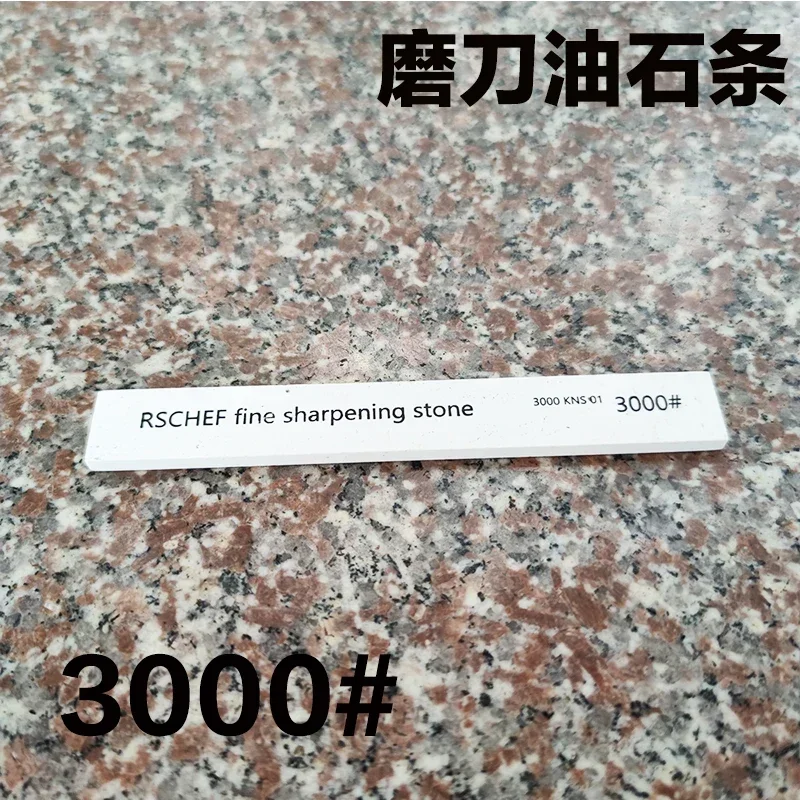 磨刀油石条
RSCHEF fine sharpening stone 3000 KNS 01 3000#
3000#